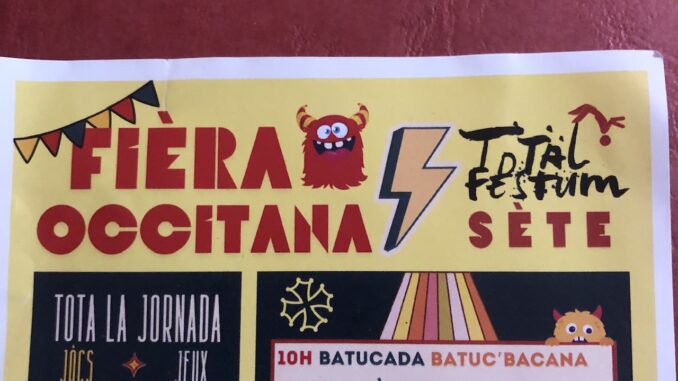 FIÈRA
OCCITANA
TOTAL
FESTUM
SÈTE
TOTA LA JORNADA
JÒCS JEUX
10H BATUCADA BATUC'BACANA